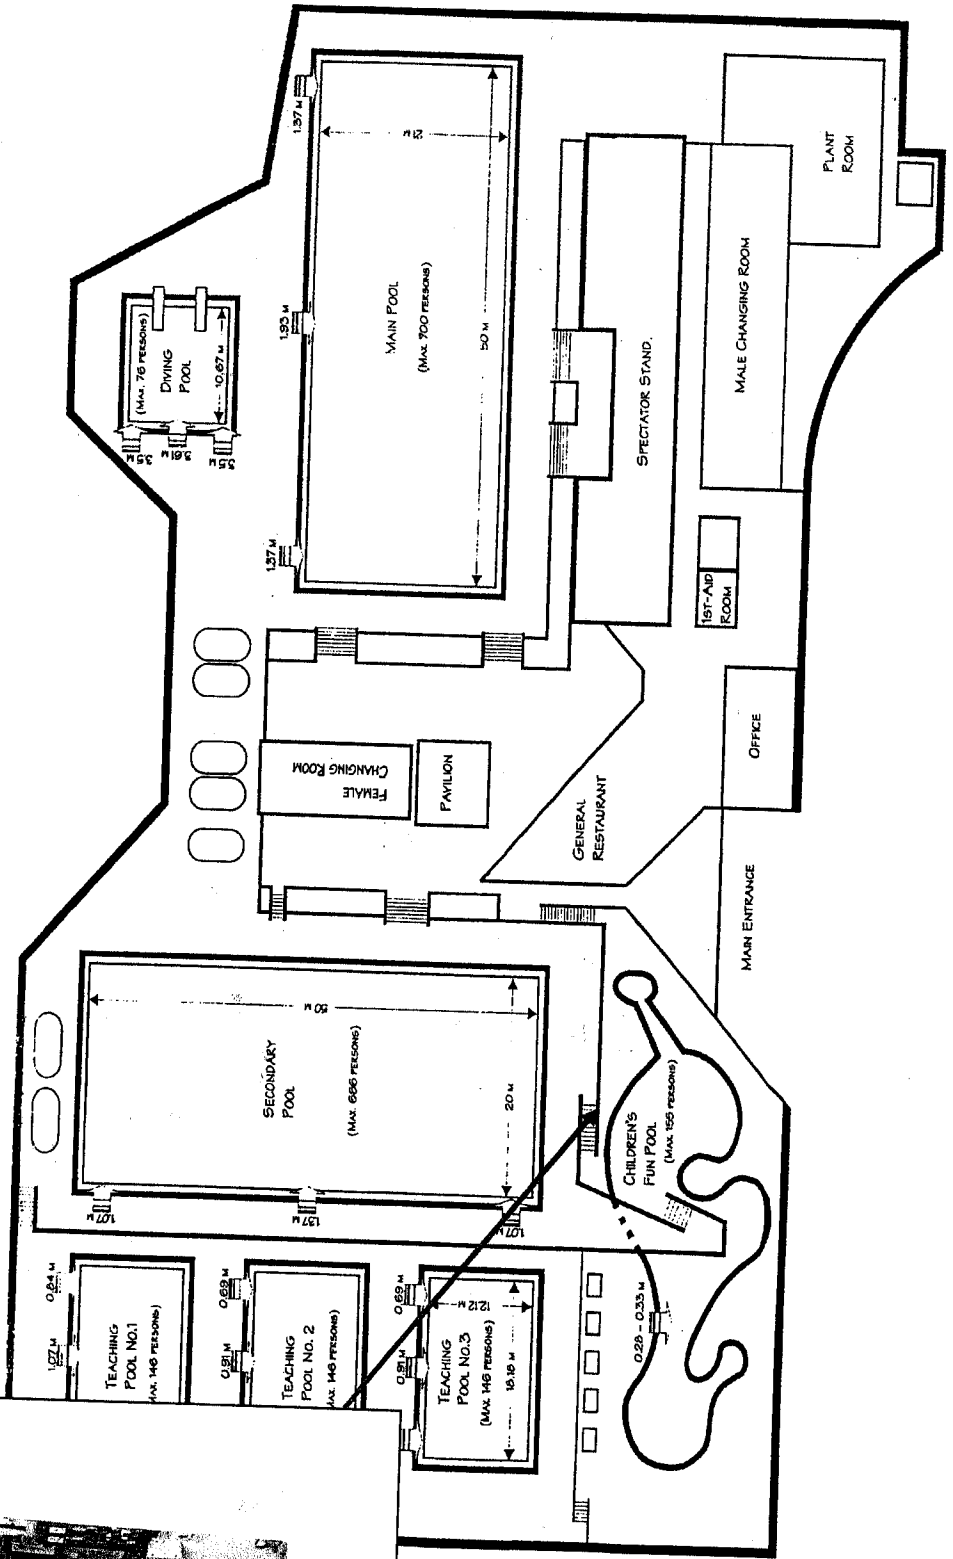 1.37 M
21 M
MAIN POOL
(MAX. 700 PERSONS)
50 M
1.93 M
1.37 M
(MAX. 76 PERSONS)
DIVING
POOL
10.67 M
3.5 M
3.61 M
3.5 M
PLANT
ROOM
MALE CHANGING ROOM
SPECTATOR STAND
1ST-AID
ROOM
OFFICE
GENERAL
RESTAURANT
PAVILION
FEMALE
CHANGING ROOM
MAIN ENTRANCE
50 M
SECONDARY
POOL
(MAX. 666 PERSONS)
20 M
1.07 M
1.37 M
1.07 M
CHILDREN'S
FUN POOL
(MAX 155 PERSONS)
0.28 - 0.33 M
0.84 M
1.07 M
TEACHING
POOL NO.1
MAX. 146 PERSONS)
0.69 M
0.91 M
TEACHING
POOL NO. 2
MAX. 146 PERSONS)
0.69 M
0.91 M
12.12 M
TEACHING
POOL NO.3
(MAX. 146 PERSONS)
18.18 M